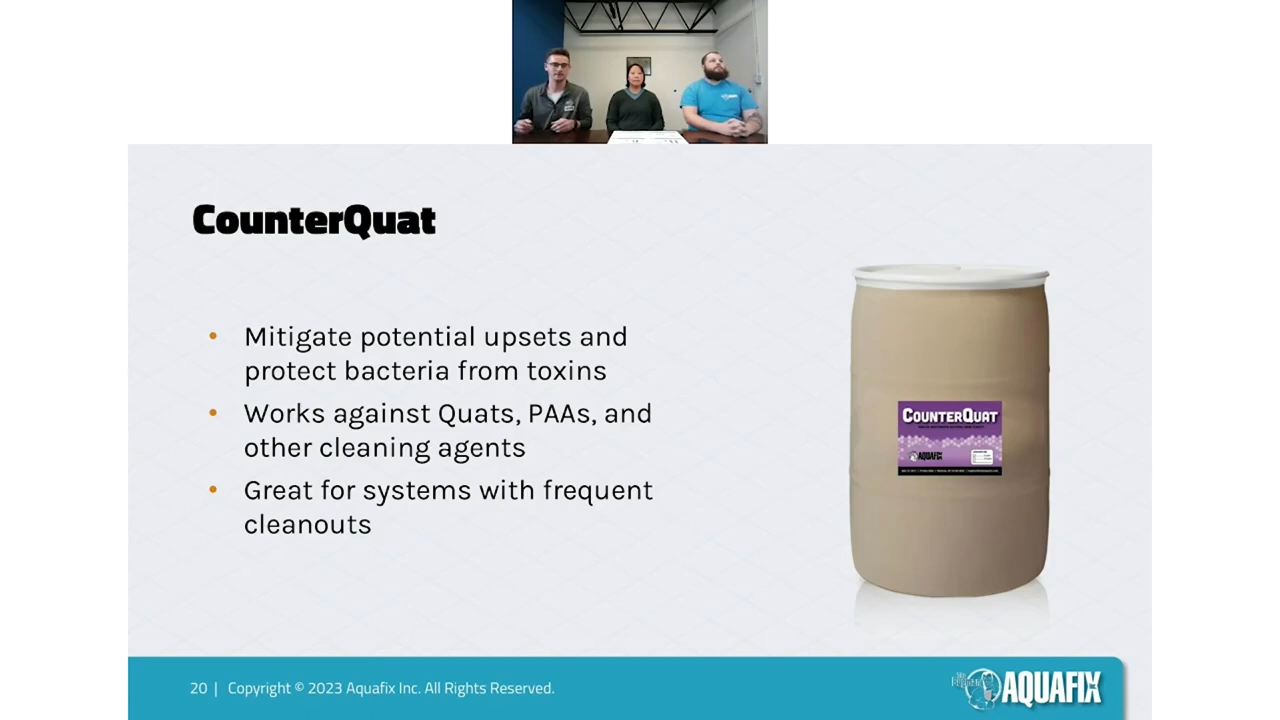 CounterQuat
• Mitigate potential upsets and
protect bacteria from toxins
• Works against Quats, PAAs, and
other cleaning agents
• Great for systems with frequent
cleanouts
COUNTERQUAT
AQUAFIX
20 | Copyright © 2023 Aquafix Inc. All Rights Reserved.
AQUAFIX